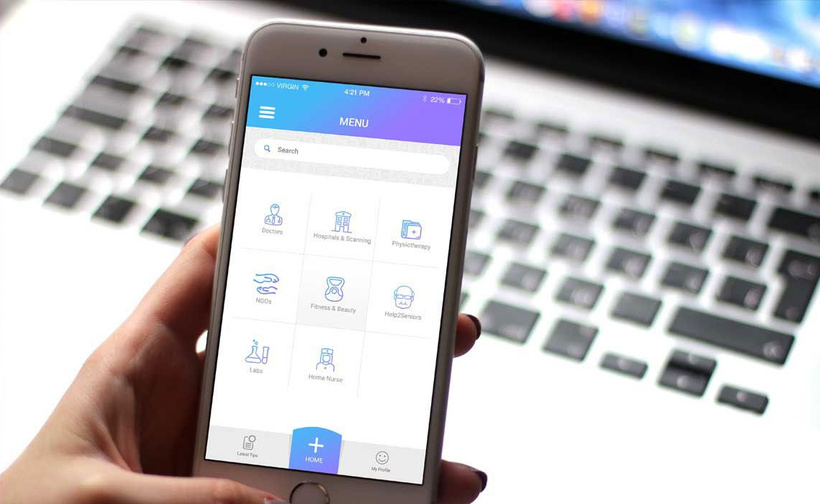 VIRGIN 4:21 PM 22%
MENU
Search
Doctors Hospitals & Scanning Physiotherapy
NGOs Fitness & Beauty Help2Seniors
Labs Home Nurse
Latest Tips HOME My Profile